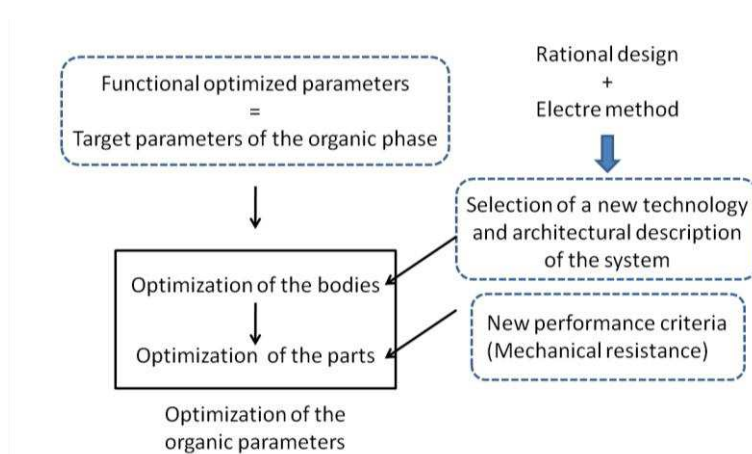 Functional optimized parameters
=
Target parameters of the organic phase
Rational design
+
Electre method
Selection of a new technology
and architectural description
of the system
Optimization of the bodies
Optimization of the parts
New performance criteria
(Mechanical resistance)
Optimization of the
organic parameters